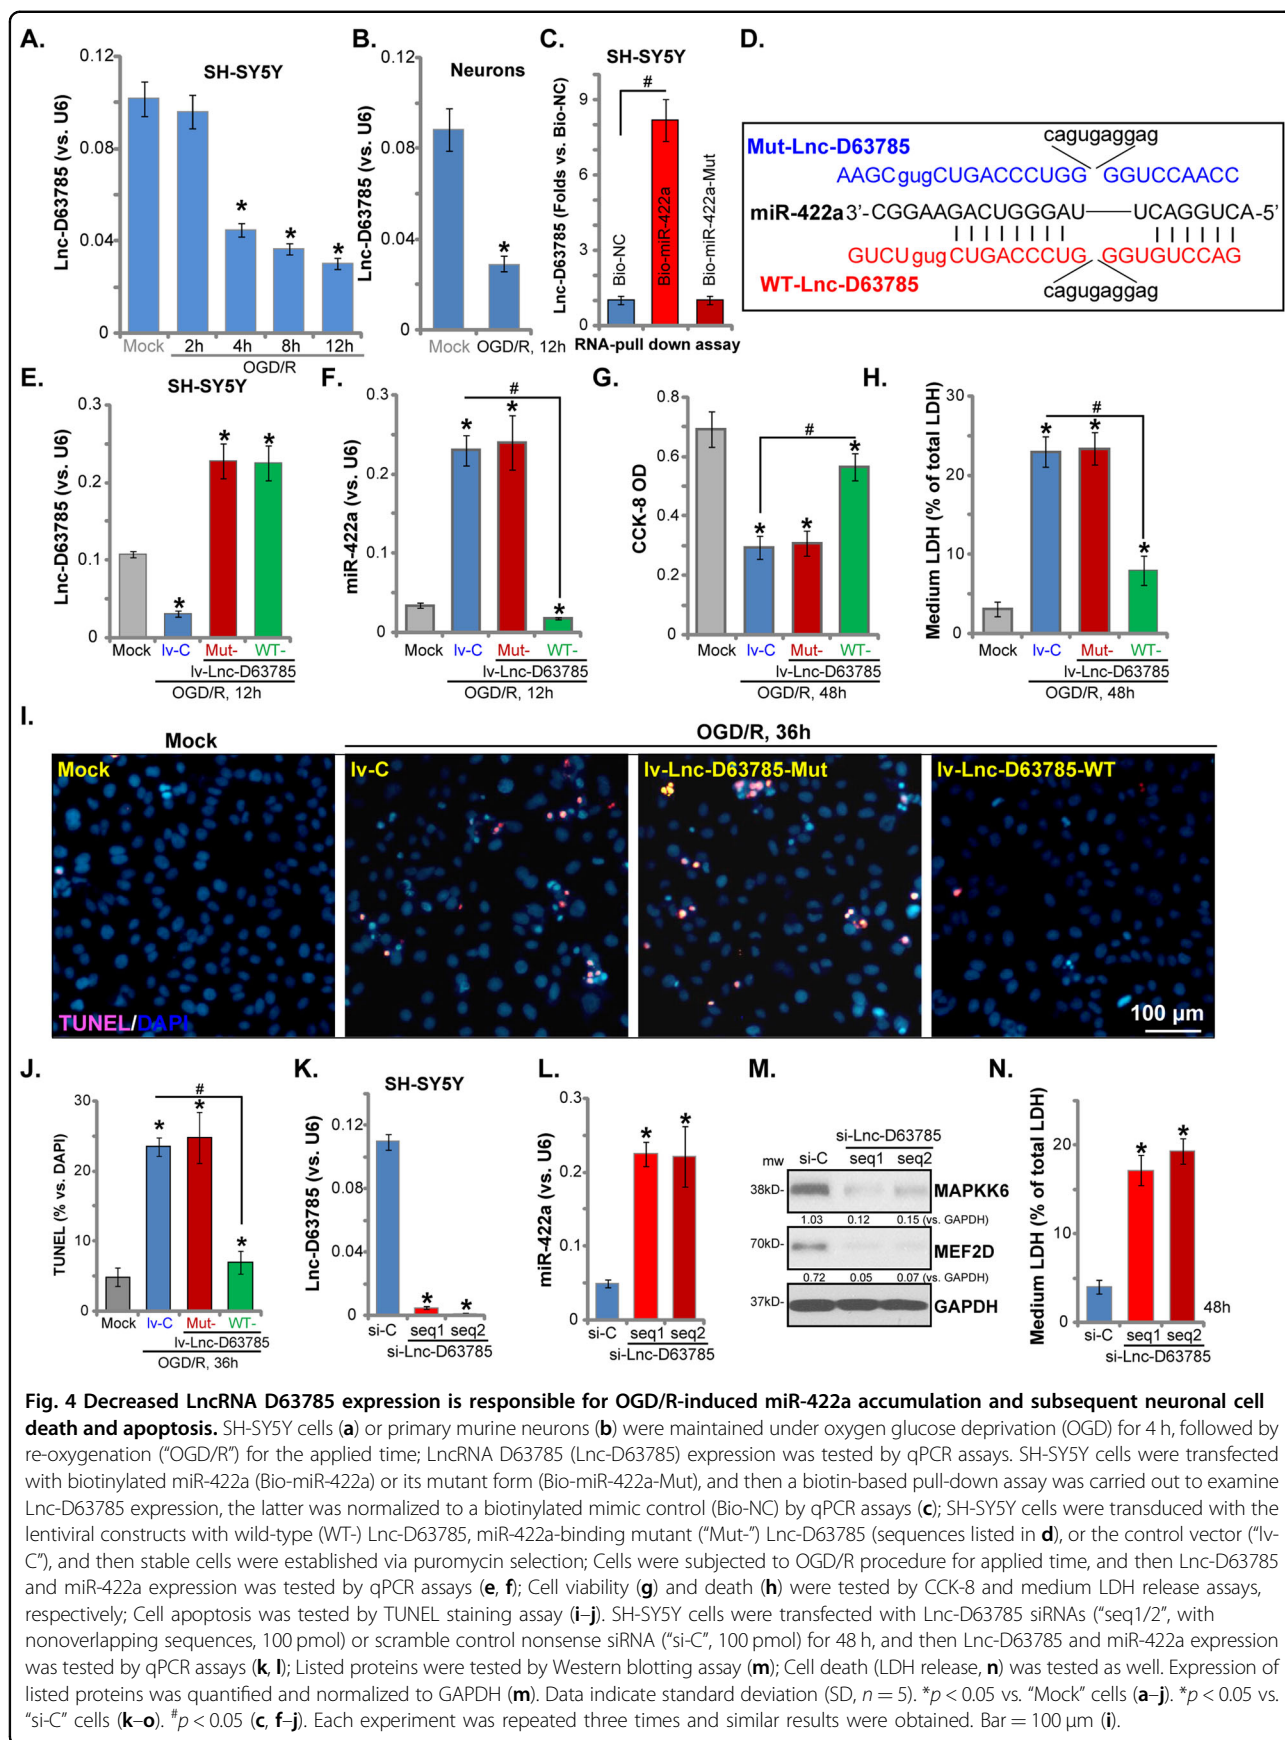 A.
SH-SY5Y
Lnc-D63785 (vs. U6)
0.12
0.08
0.04
0
Mock
2h
4h
8h
12h
OGD/R
*
*
*
B.
Neurons
Lnc-D63785 (vs. U6)
0.12
0.08
0.04
0
Mock
OGD/R, 12h
*
C.
SH-SY5Y
Lnc-D63785 (Folds vs. Bio-NC)
9
6
3
0
#
Bio-NC
Bio-miR-422a
Bio-miR-422a-Mut
RNA-pull down assay
D.
cagugaggag
Mut-Lnc-D63785
AAGCgugCUGACCCUGG GGUCCAACC
miR-422a 3'-CGGAAGACUGGGAU UCAGGUCA-5'
GUCUgugCUGACCCUG GGUGUCCAG
WT-Lnc-D63785
cagugaggag
E.
SH-SY5Y
Lnc-D63785 (vs. U6)
0.3
0.2
0.1
0
*
*
*
Mock
lv-C
Mut-
WT-
lv-Lnc-D63785
OGD/R, 12h
F.
miR-422a (vs. U6)
0.3
0.2
0.1
0
#
*
*
*
Mock
lv-C
Mut-
WT-
lv-Lnc-D63785
OGD/R, 12h
G.
CCK-8 OD
0.8
0.6
0.4
0.2
0
#
*
*
*
Mock
lv-C
Mut-
WT-
lv-Lnc-D63785
OGD/R, 48h
H.
Medium LDH (% of total LDH)
30
20
10
0
#
*
*
*
Mock
lv-C
Mut-
WT-
lv-Lnc-D63785
OGD/R, 48h
I.
Mock
OGD/R, 36h
Mock
lv-C
lv-Lnc-D63785-Mut
lv-Lnc-D63785-WT
TUNEL/DAPI
100 µm
J.
TUNEL (% vs. DAPI)
30
20
10
0
#
*
*
*
Mock
lv-C
Mut-
WT-
lv-Lnc-D63785
OGD/R, 36h
K.
SH-SY5Y
Lnc-D63785 (vs. U6)
0.12
0.08
0.04
0
*
*
si-C
seq1
seq2
si-Lnc-D63785
L.
miR-422a (vs. U6)
0.3
0.2
0.1
0
*
*
si-C
seq1
seq2
si-Lnc-D63785
M.
si-Lnc-D63785
mw si-C seq1 seq2
38kD- MAPKK6
1.03 0.12 0.15 (vs. GAPDH)
70kD- MEF2D
0.72 0.05 0.07 (vs. GAPDH)
37kD- GAPDH
N.
Medium LDH (% of total LDH)
30
20
10
0
*
*
48h
si-C
seq1
seq2
si-Lnc-D63785
Fig. 4 Decreased LncRNA D63785 expression is responsible for OGD/R-induced miR-422a accumulation and subsequent neuronal cell
death and apoptosis. SH-SY5Y cells (a) or primary murine neurons (b) were maintained under oxygen glucose deprivation (OGD) for 4 h, followed by
re-oxygenation (“OGD/R”) for the applied time; LncRNA D63785 (Lnc-D63785) expression was tested by qPCR assays. SH-SY5Y cells were transfected
with biotinylated miR-422a (Bio-miR-422a) or its mutant form (Bio-miR-422a-Mut), and then a biotin-based pull-down assay was carried out to examine
Lnc-D63785 expression, the latter was normalized to a biotinylated mimic control (Bio-NC) by qPCR assays (c); SH-SY5Y cells were transduced with the
lentiviral constructs with wild-type (WT-) Lnc-D63785, miR-422a-binding mutant (“Mut-”) Lnc-D63785 (sequences listed in d), or the control vector (“lv-
C”), and then stable cells were established via puromycin selection; Cells were subjected to OGD/R procedure for applied time, and then Lnc-D63785
and miR-422a expression was tested by qPCR assays (e, f); Cell viability (g) and death (h) were tested by CCK-8 and medium LDH release assays,
respectively; Cell apoptosis was tested by TUNEL staining assay (i–j). SH-SY5Y cells were transfected with Lnc-D63785 siRNAs (“seq1/2”, with
nonoverlapping sequences, 100 pmol) or scramble control nonsense siRNA (“si-C”, 100 pmol) for 48 h, and then Lnc-D63785 and miR-422a expression
was tested by qPCR assays (k, l); Listed proteins were tested by Western blotting assay (m); Cell death (LDH release, n) was tested as well. Expression of
listed proteins was quantified and normalized to GAPDH (m). Data indicate standard deviation (SD, n = 5). *p < 0.05 vs. “Mock” cells (a–j). *p < 0.05 vs.
“si-C” cells (k–o). #p < 0.05 (c, f–j). Each experiment was repeated three times and similar results were obtained. Bar = 100 µm (i).